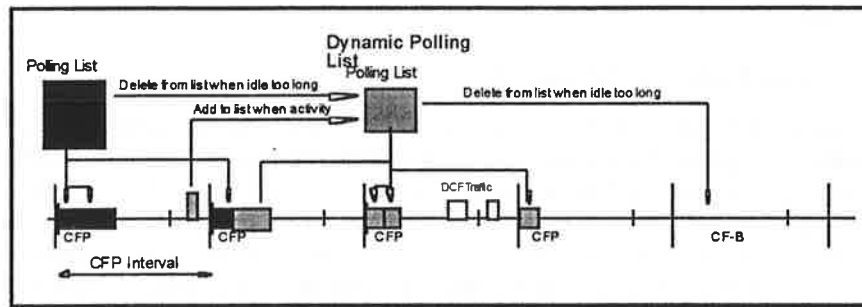 Dynamic Polling
List
Polling List
Polling List
Delete from list when idle too long
Delete from list when idle too long
Add to list when activity
DCF Traffic
CFP
CFP
CFP
CFP
CF-B
CFP Interval